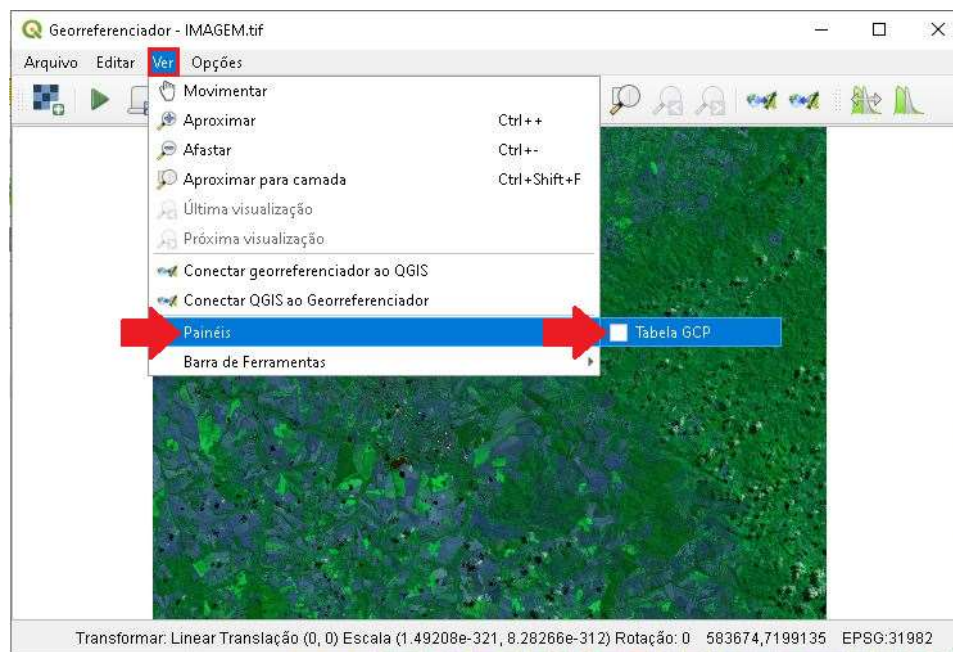 Georreferenciador - IMAGEM.tif
Arquivo Editar Ver Opções
Movimentar
Aproximar Ctrl++
Afastar Ctrl+-
Aproximar para camada Ctrl+Shift+F
Última visualização
Próxima visualização
Conectar georreferenciador ao QGIS
Conectar QGIS ao Georreferenciador
Painéis Tabela GCP
Barra de Ferramentas
Transformar: Linear Translação (0, 0) Escala (1.49208e-321, 8.28266e-312) Rotação: 0 583674,7199135 EPSG:31982